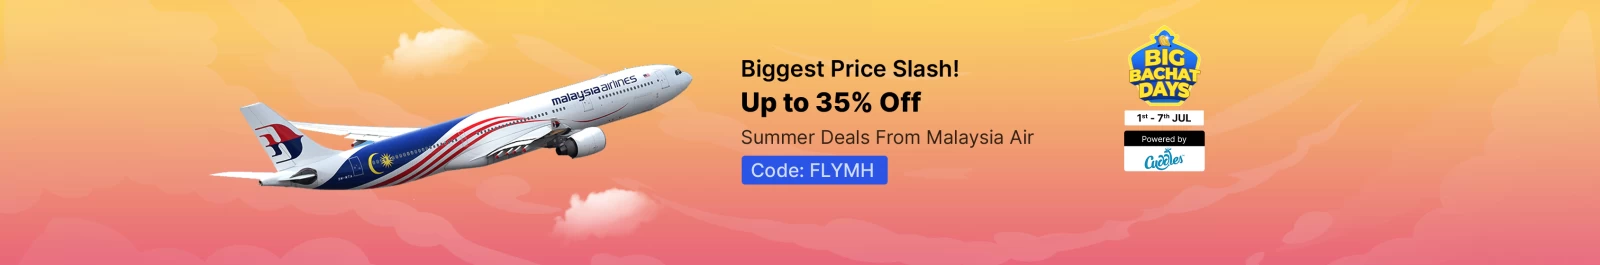 malaysia airlines
Biggest Price Slash!
Up to 35% Off
Summer Deals From Malaysia Air
Code: FLYMH
BIG
BACHAT
DAYS
1st - 7th JUL
Powered by
Cuddles